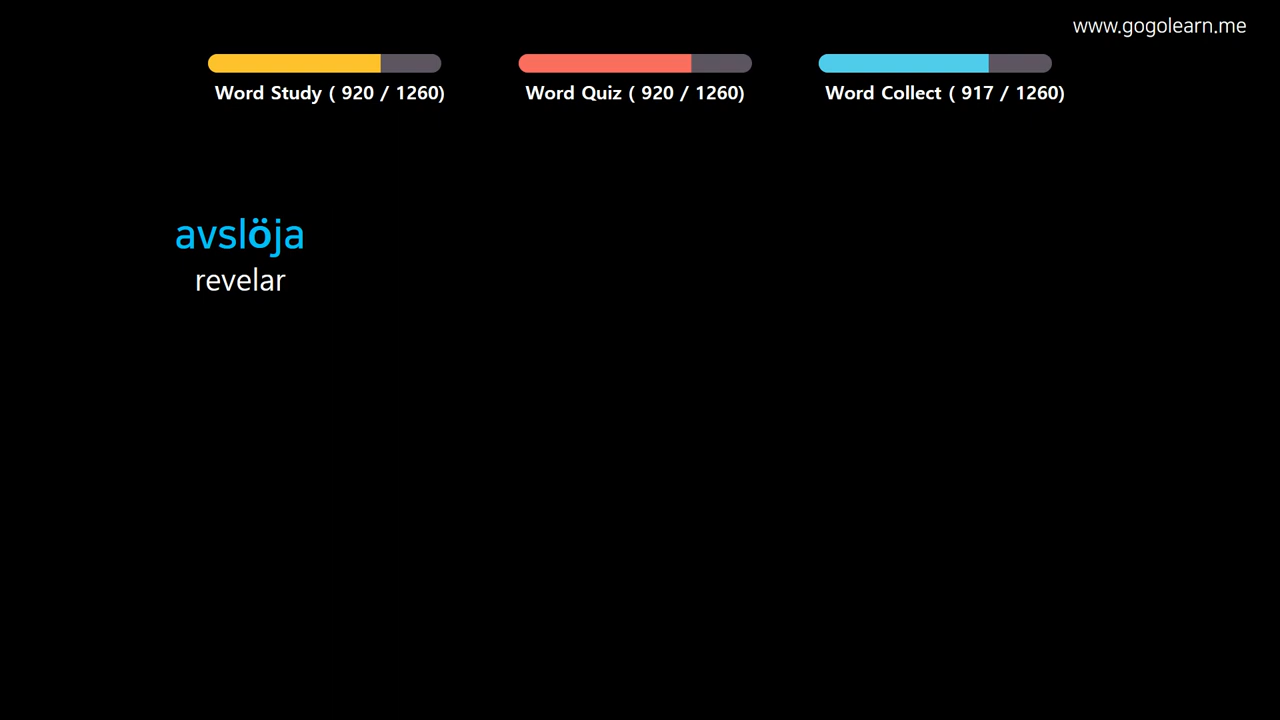 www.gogolearn.me
Word Study ( 920 / 1260)
Word Quiz ( 920 / 1260)
Word Collect ( 917 / 1260)
avslöja
revelar